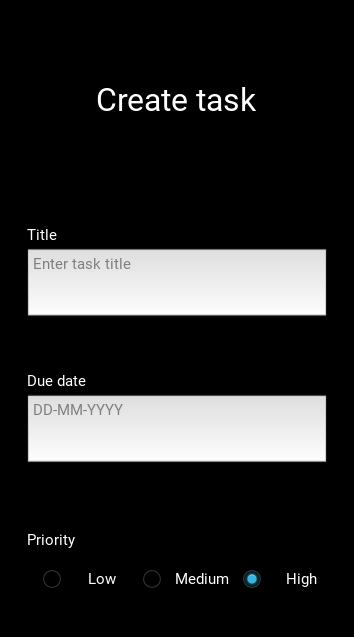 Create task
Title
Enter task title
Due date
DD-MM-YYYY
Priority
Low Medium High